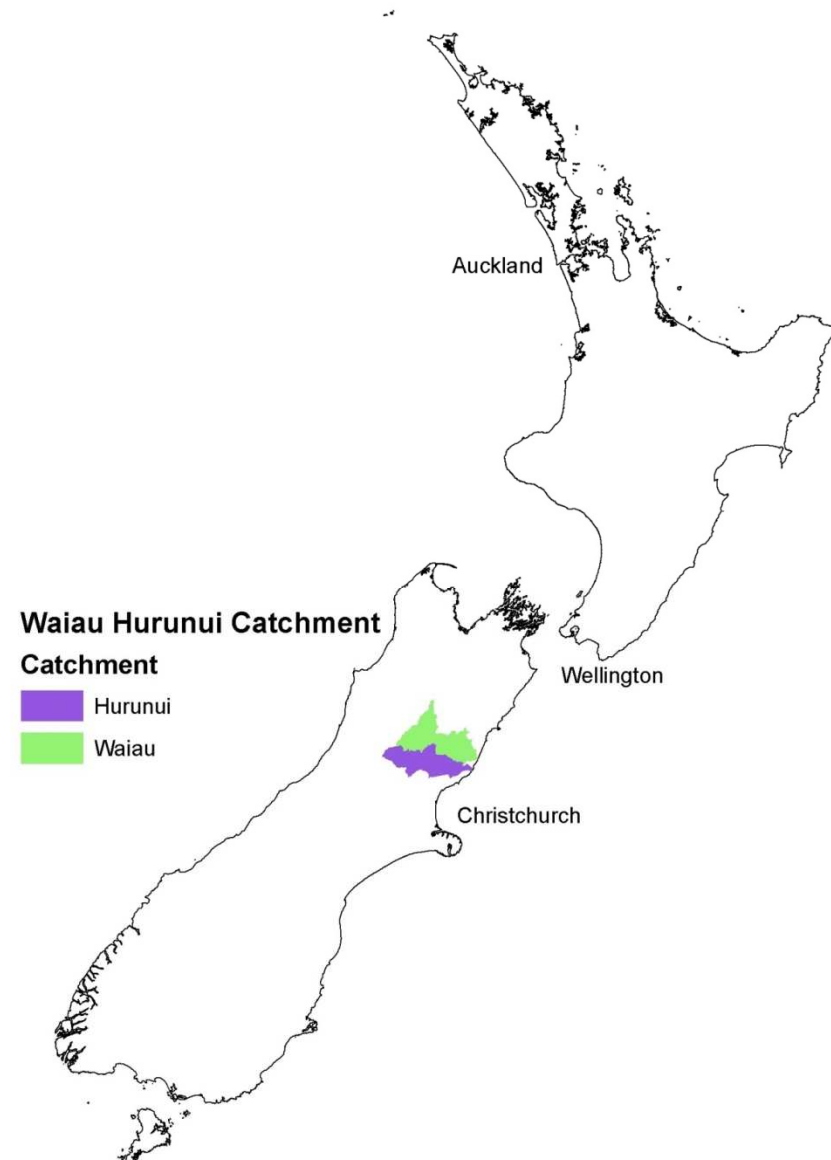 Auckland
Waiau Hurunui Catchment
Catchment
Hurunui
Waiau
Wellington
Christchurch